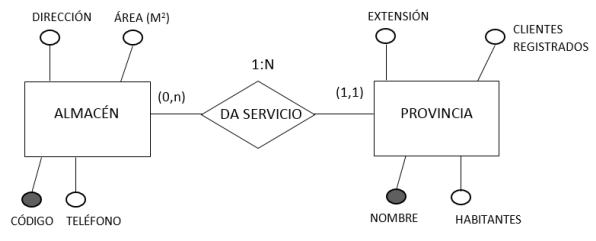 DIRECCIÓN
ÁREA (M²)
EXTENSIÓN
CLIENTES
REGISTRADOS
1:N
(0,n)
(1,1)
ALMACÉN
DA SERVICIO
PROVINCIA
CÓDIGO
TELÉFONO
NOMBRE
HABITANTES